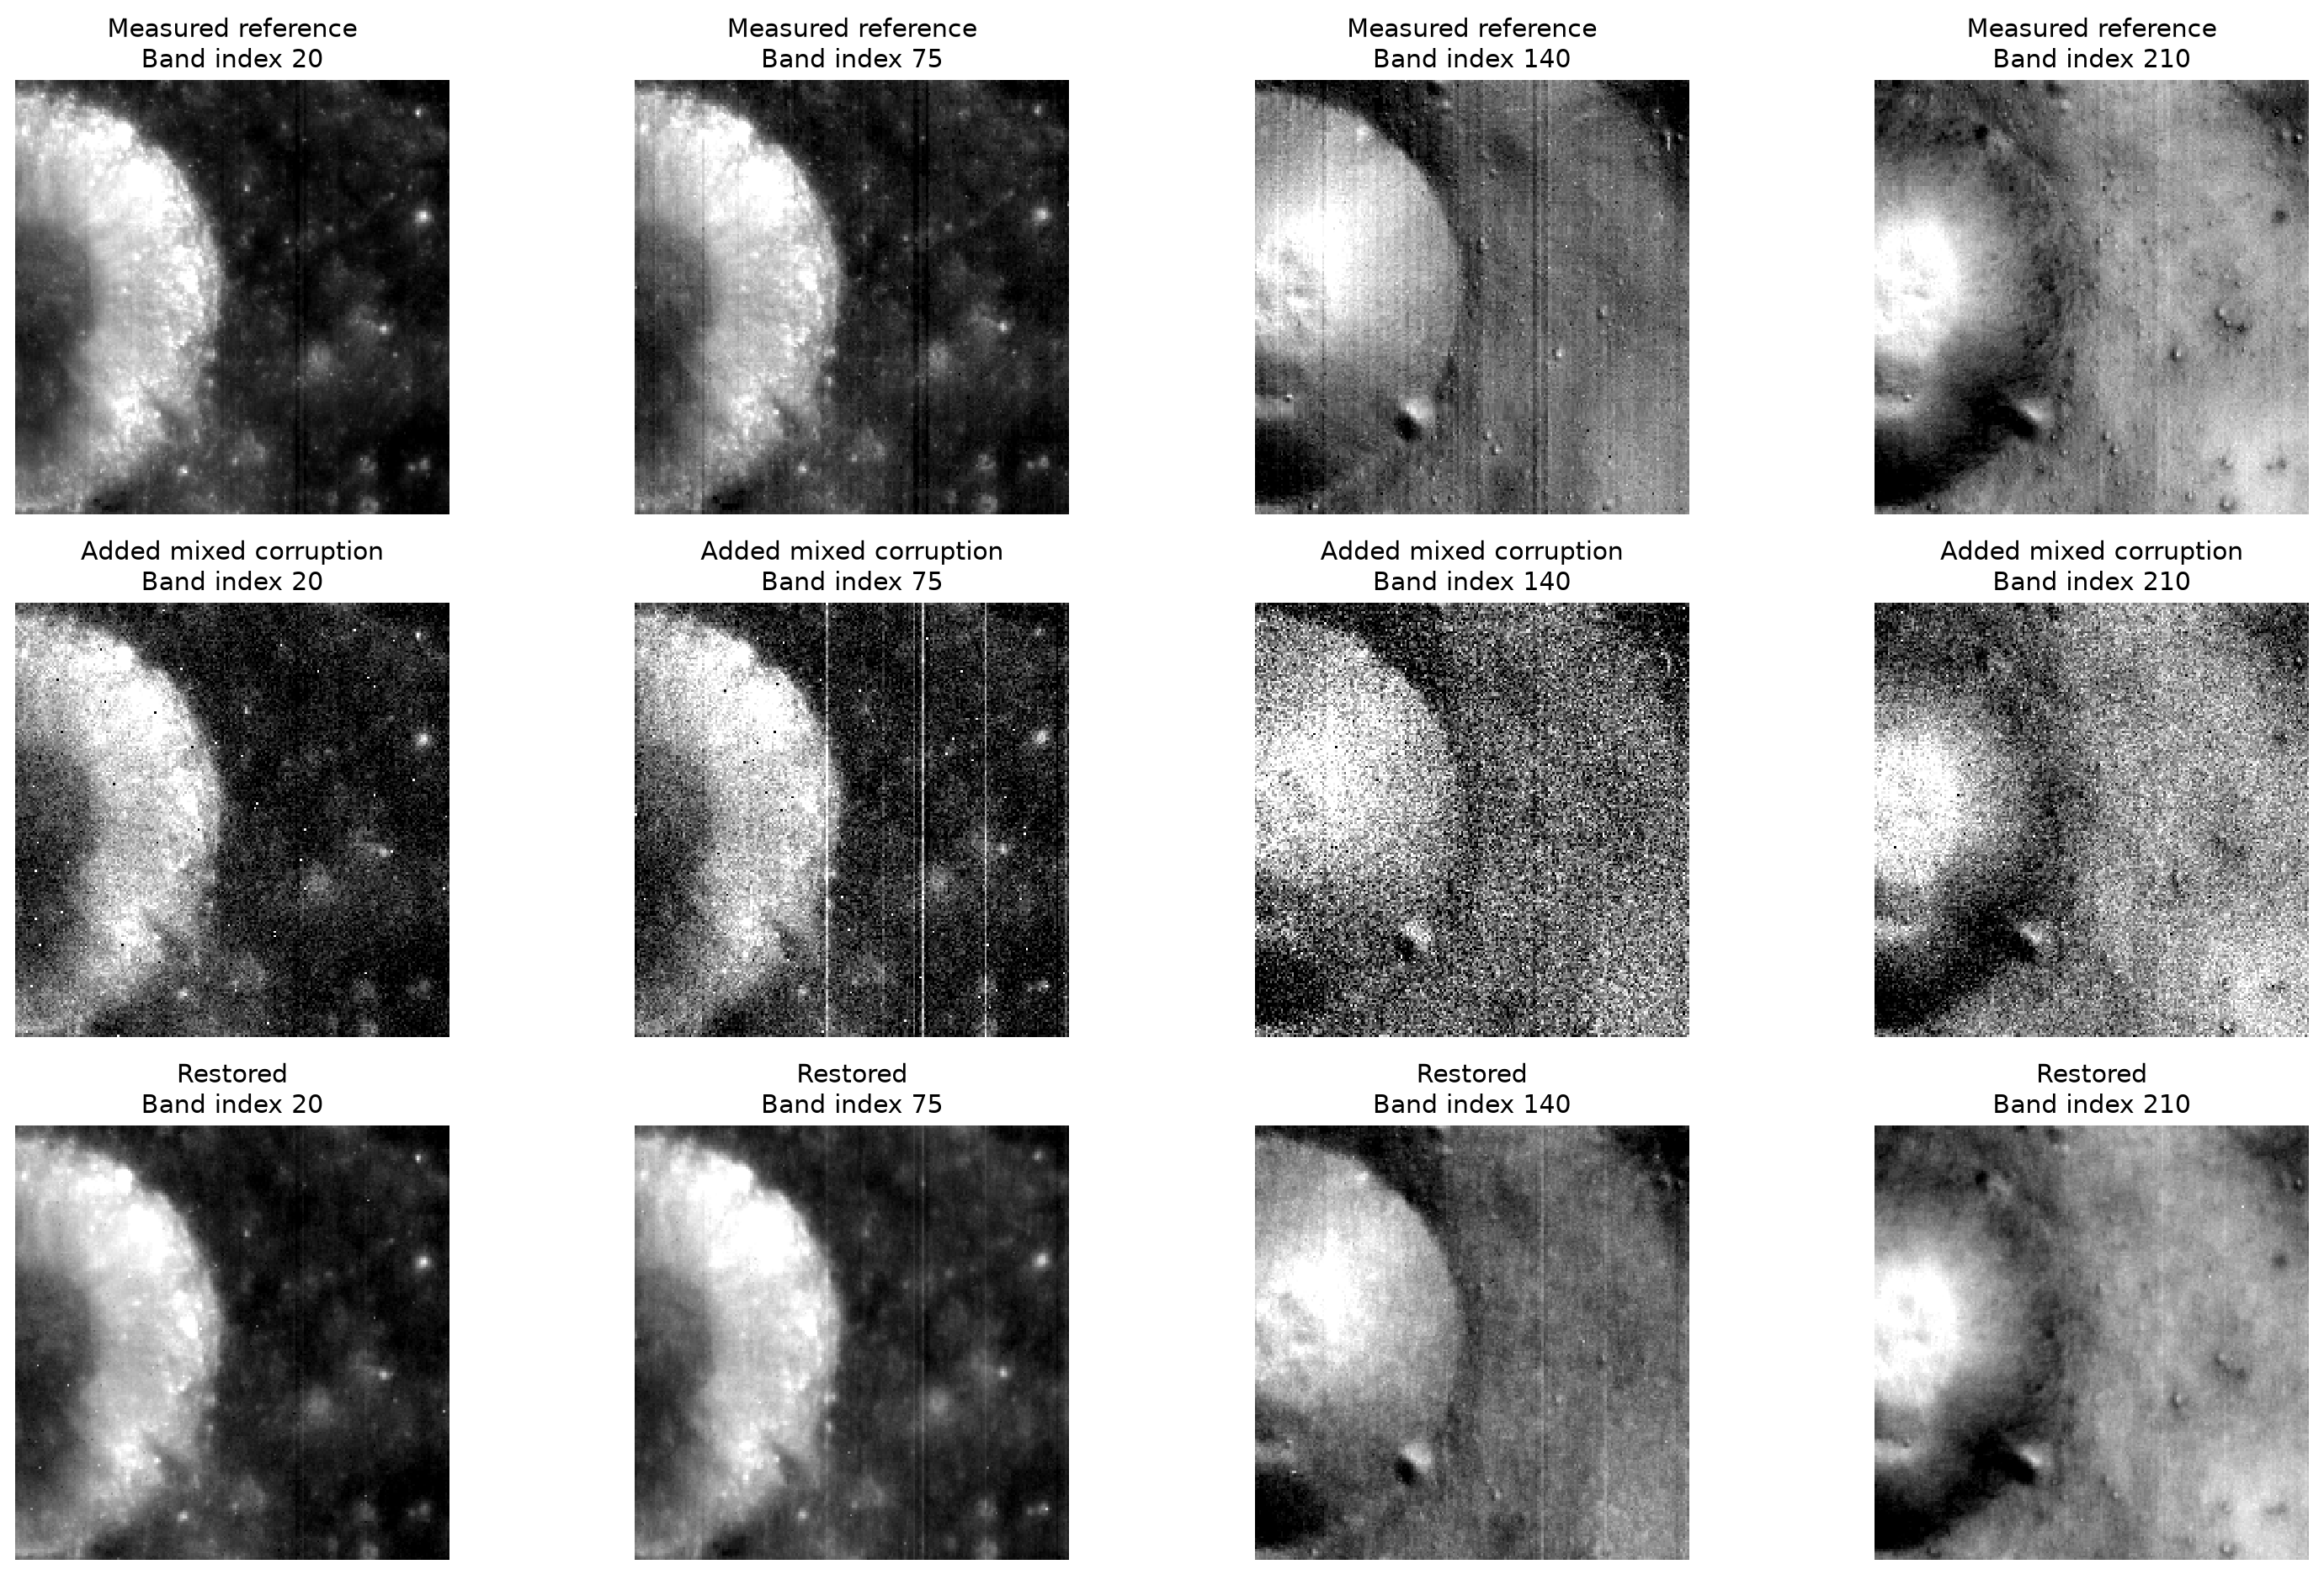 Measured reference
Band index 20
Measured reference
Band index 75
Measured reference
Band index 140
Measured reference
Band index 210
Added mixed corruption
Band index 20
Added mixed corruption
Band index 75
Added mixed corruption
Band index 140
Added mixed corruption
Band index 210
Restored
Band index 20
Restored
Band index 75
Restored
Band index 140
Restored
Band index 210